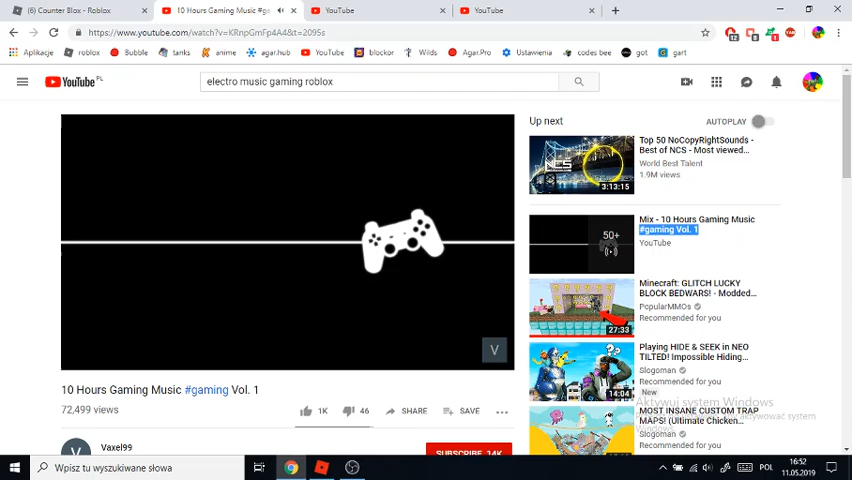 (6) Counter Blox - Roblox
10 Hours Gaming Music #g
YouTube
YouTube
https://www.youtube.com/watch?v=KRnpGmFp4A4&t=2095s
Aplikacje roblox Bubble tanks anime agar.hub YouTube blockor Wilds Agar.Pro Ustawienia codes bee got gart
YouTube PL
electro music gaming roblox
Up next
AUTOPLAY
Top 50 NoCopyRightSounds -
Best of NCS - Most viewed...
World Best Talent
1.9M views
NCS
3:13:15
Mix - 10 Hours Gaming Music
#gaming Vol. 1
YouTube
50+
Minecraft: GLITCH LUCKY
BLOCK BEDWARS! - Modded...
PopularMMOs
Recommended for you
27:33
Playing HIDE & SEEK in NEO
TILTED! Impossible Hiding...
Slogoman
Recommended for you
New
14:04
MOST INSANE CUSTOM TRAP
MAPS! (Ultimate Chicken...
Slogoman
Recommended for you
Aktywuj system Windows
aktywować system
V
10 Hours Gaming Music #gaming Vol. 1
72,499 views
1K 46 SHARE SAVE
V
Vaxel99
SUBSCRIBE 14K
Wpisz tu wyszukiwane słowa
POL
16:52
11.05.2019